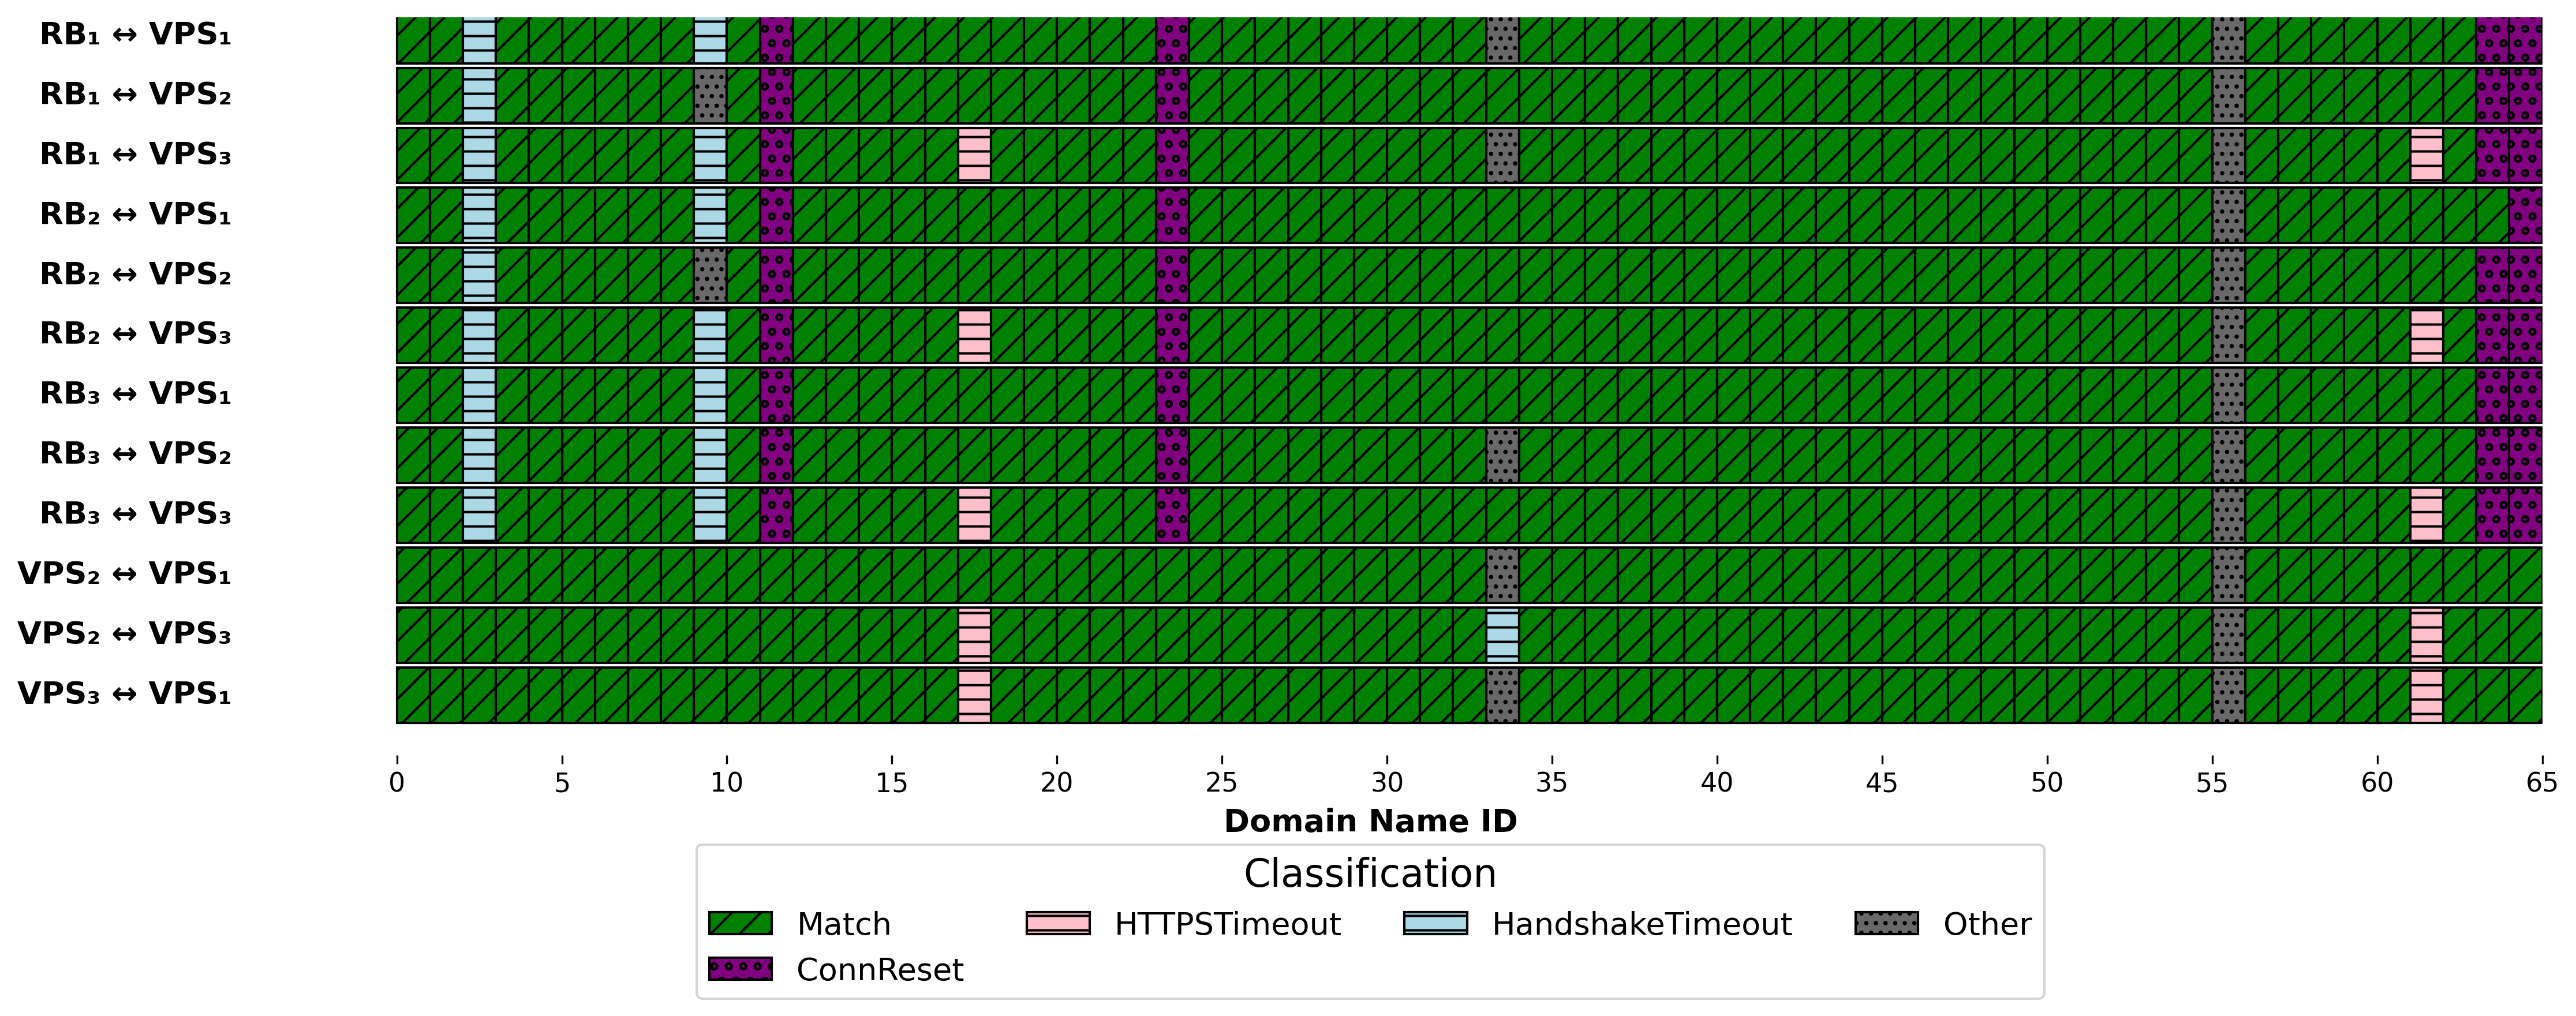 RB₁ ↔ VPS₁
RB₁ ↔ VPS₂
RB₁ ↔ VPS₃
RB₂ ↔ VPS₁
RB₂ ↔ VPS₂
RB₂ ↔ VPS₃
RB₃ ↔ VPS₁
RB₃ ↔ VPS₂
RB₃ ↔ VPS₃
VPS₂ ↔ VPS₁
VPS₂ ↔ VPS₃
VPS₃ ↔ VPS₁
0 5 10 15 20 25 30 35 40 45 50 55 60 65
Domain Name ID
Classification
Match HTTPSTimeout HandshakeTimeout Other
ConnReset